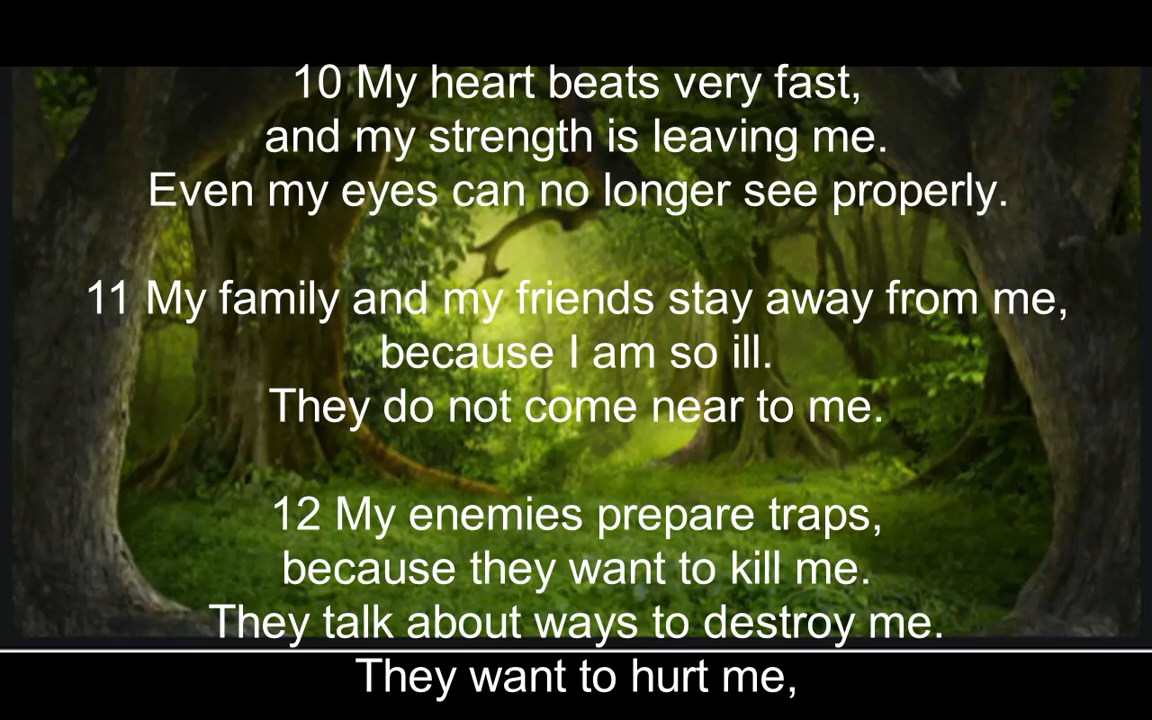 10 My heart beats very fast,
and my strength is leaving me.
Even my eyes can no longer see properly.
11 My family and my friends stay away from me,
because I am so ill.
They do not come near to me.
12 My enemies prepare traps,
because they want to kill me.
They talk about ways to destroy me.
They want to hurt me,